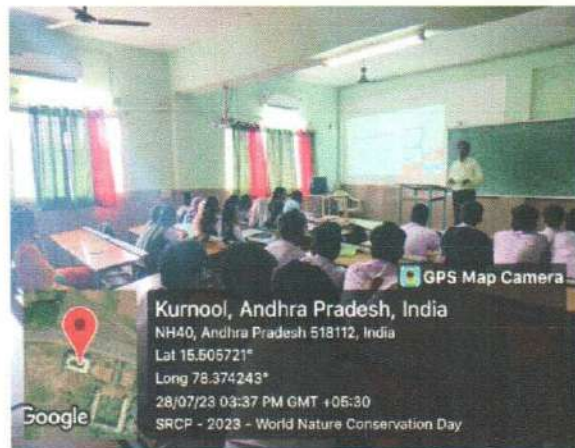 GPS Map Camera
Kurnool, Andhra Pradesh, India
NH40, Andhra Pradesh 518112, India
Lat 15.505721°
Long 78.374243°
28/07/23 03:37 PM GMT +05:30
SRCP - 2023 - World Nature Conservation Day
Google